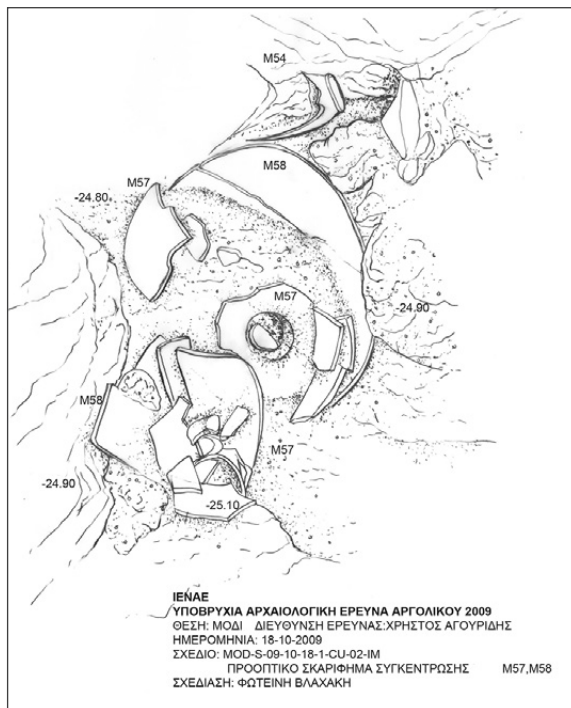 M54
M58
M57
-24.80
M57
-24.90
M58
M57
-24.90
-25.10
ΙΕΝΑΕ
ΥΠΟΒΡΥΧΙΑ ΑΡΧΑΙΟΛΟΓΙΚΗ ΕΡΕΥΝΑ ΑΡΓΟΛΙΚΟΥ 2009
ΘΕΣΗ: ΜΟΔΙ ΔΙΕΥΘΥΝΣΗ ΕΡΕΥΝΑΣ:ΧΡΗΣΤΟΣ ΑΓΟΥΡΙΔΗΣ
ΗΜΕΡΟΜΗΝΙΑ: 18-10-2009
ΣΧΕΔΙΟ: MOD-S-09-10-18-1-CU-02-IM
ΠΡΟΟΠΤΙΚΟ ΣΚΑΡΙΦΗΜΑ ΣΥΓΚΕΝΤΡΩΣΗΣ M57,M58
ΣΧΕΔΙΑΣΗ: ΦΩΤΕΙΝΗ ΒΛΑΧΑΚΗ